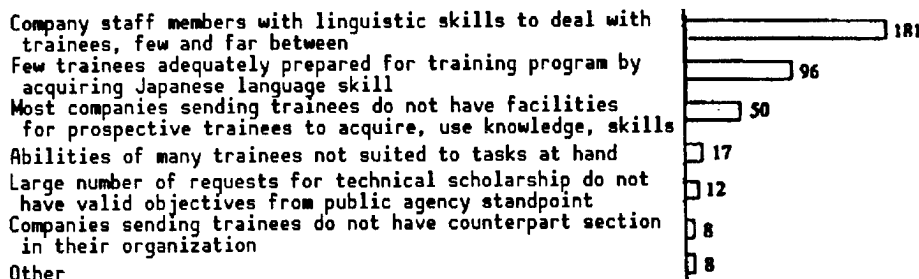 Company staff members with linguistic skills to deal with
trainees, few and far between
181
Few trainees adequately prepared for training program by
acquiring Japanese language skill
96
Most companies sending trainees do not have facilities
for prospective trainees to acquire, use knowledge, skills
50
Abilities of many trainees not suited to tasks at hand
17
Large number of requests for technical scholarship do not
have valid objectives from public agency standpoint
12
Companies sending trainees do not have counterpart section
in their organization
8
Other
8